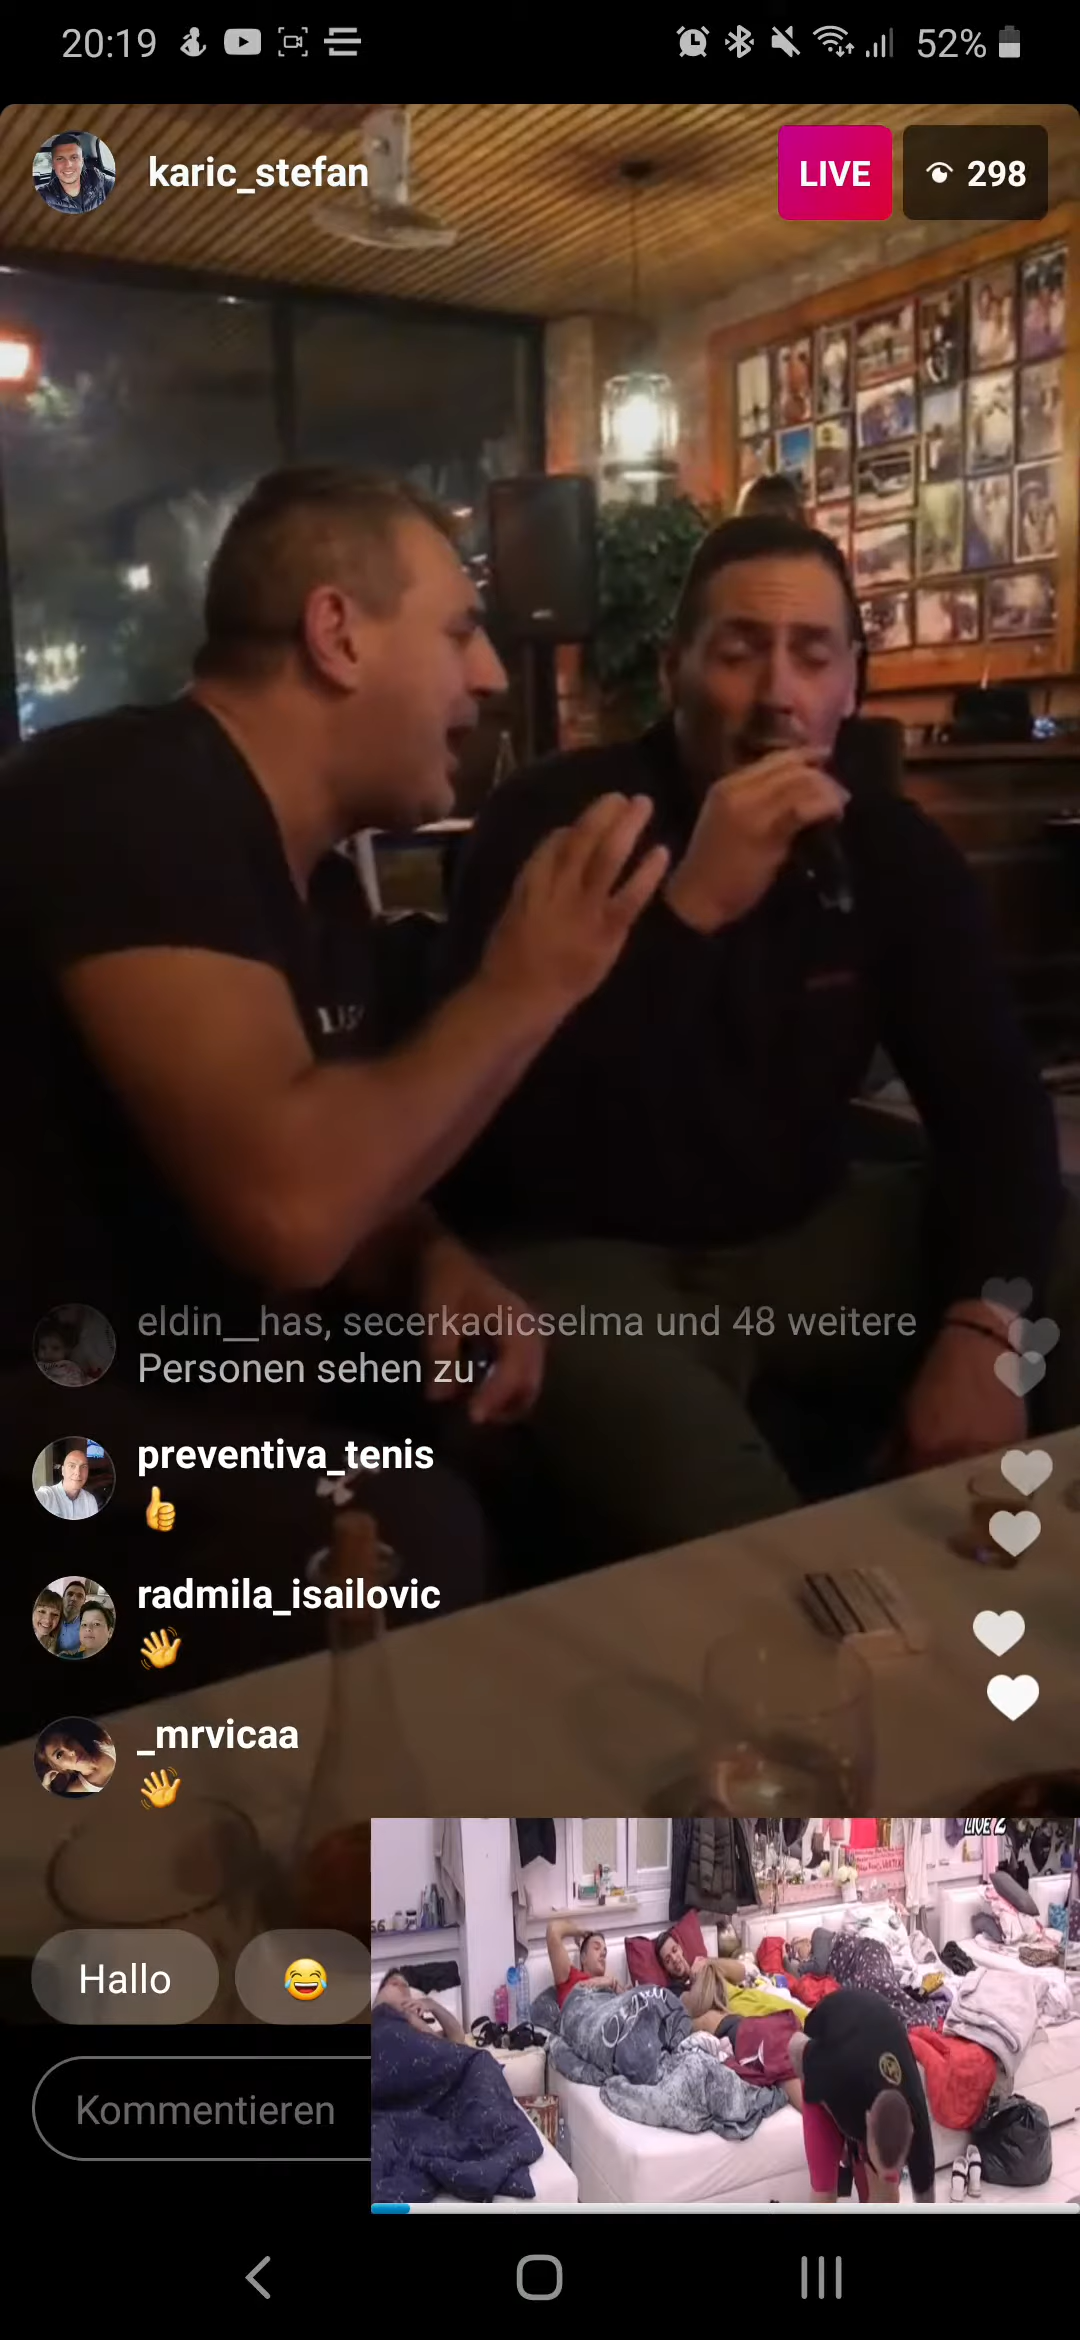 20:19
52%
karic_stefan
LIVE
298
eldin__has, secerkadicselma und 48 weitere
Personen sehen zu
preventiva_tenis
radmila_isailovic
_mrvicaa
LIVE 2
Hallo
Kommentieren